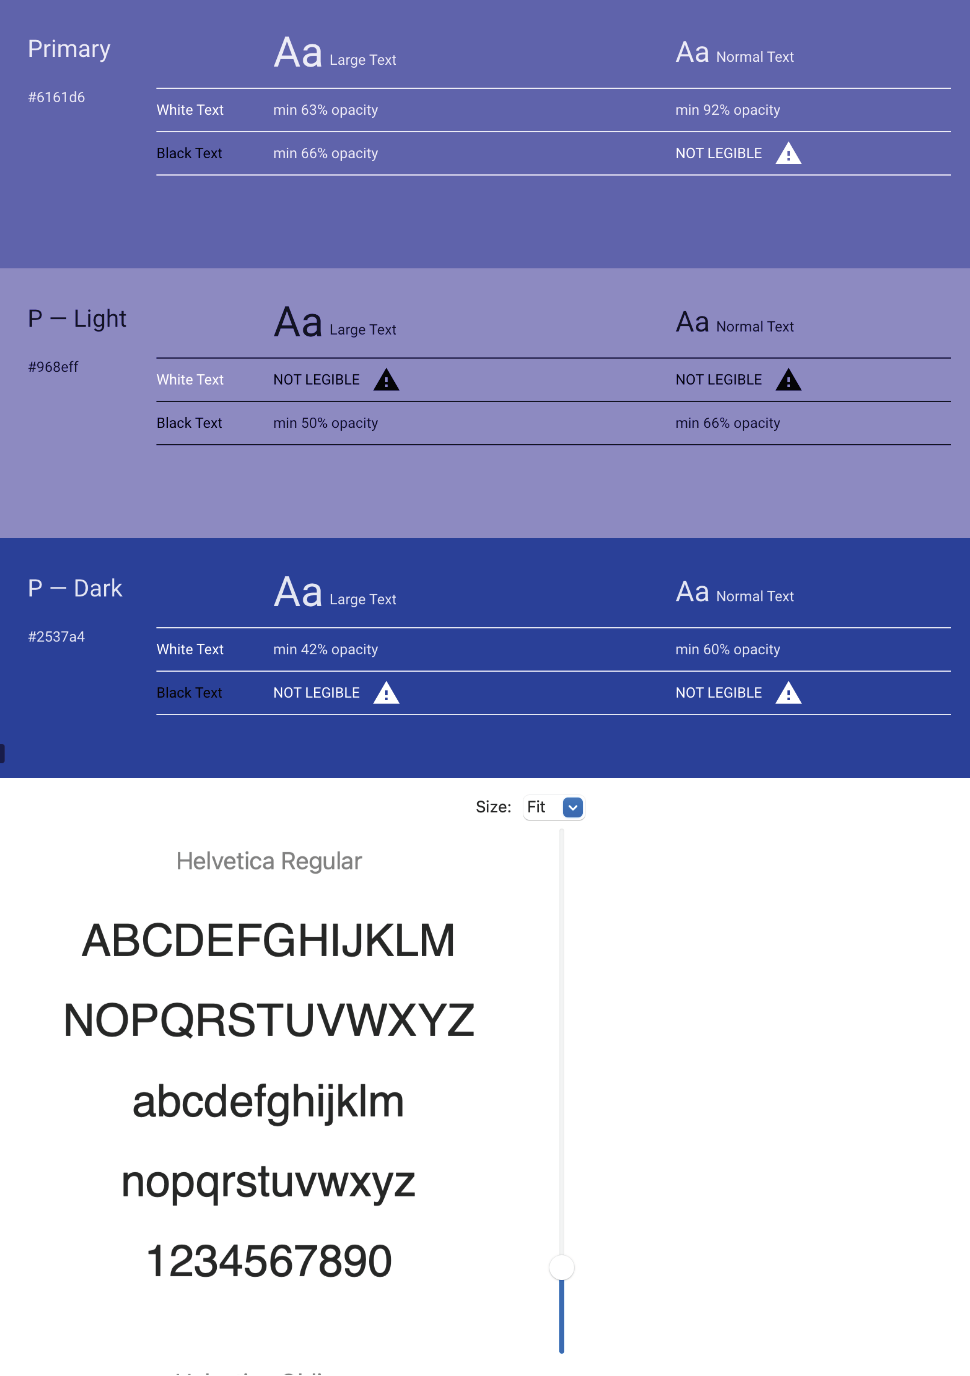 Primary
Aa Large Text
Aa Normal Text
#6161d6
White Text min 63% opacity min 92% opacity
Black Text min 66% opacity NOT LEGIBLE
P — Light
Aa Large Text
Aa Normal Text
#968eff
White Text NOT LEGIBLE NOT LEGIBLE
Black Text min 50% opacity min 66% opacity
P — Dark
Aa Large Text
Aa Normal Text
#2537a4
White Text min 42% opacity min 60% opacity
Black Text NOT LEGIBLE NOT LEGIBLE
Size: Fit
Helvetica Regular
ABCDEFGHIJKLM
NOPQRSTUVWXYZ
abcdefghijklm
nopqrstuvwxyz
1234567890